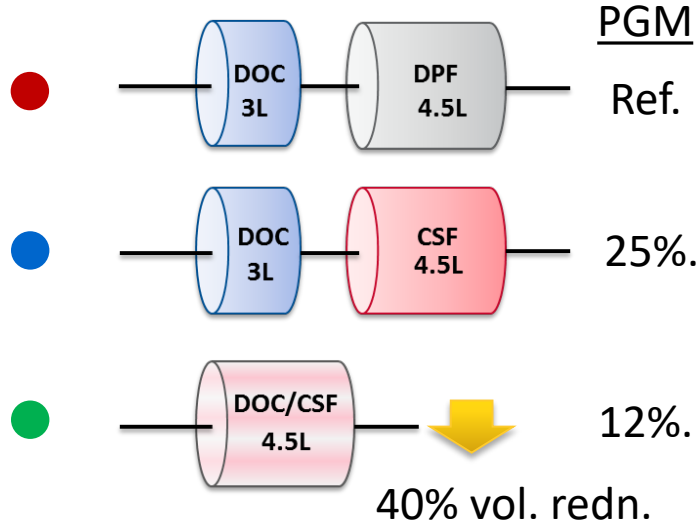 PGM
DOC
3L
DPF
4.5L
Ref.
DOC
3L
CSF
4.5L
25%.
DOC/CSF
4.5L
12%.
40% vol. redn.